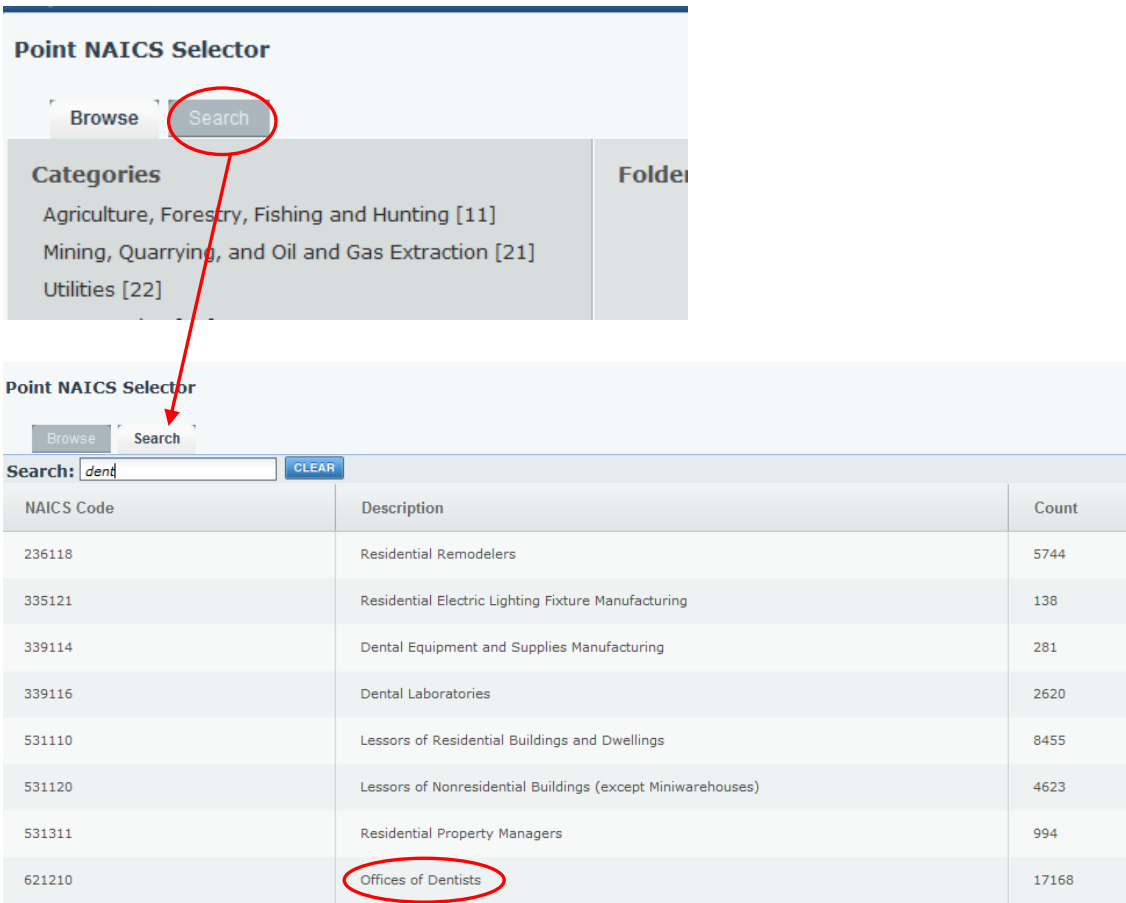 Point NAICS Selector
Browse Search
Categories Folder
Agriculture, Forestry, Fishing and Hunting [11]
Mining, Quarrying, and Oil and Gas Extraction [21]
Utilities [22]
Point NAICS Selector
Browse Search
Search: dent CLEAR
NAICS Code Description Count
236118 Residential Remodelers 5744
335121 Residential Electric Lighting Fixture Manufacturing 138
339114 Dental Equipment and Supplies Manufacturing 281
339116 Dental Laboratories 2620
531110 Lessors of Residential Buildings and Dwellings 8455
531120 Lessors of Nonresidential Buildings (except Miniwarehouses) 4623
531311 Residential Property Managers 994
621210 Offices of Dentists 17168